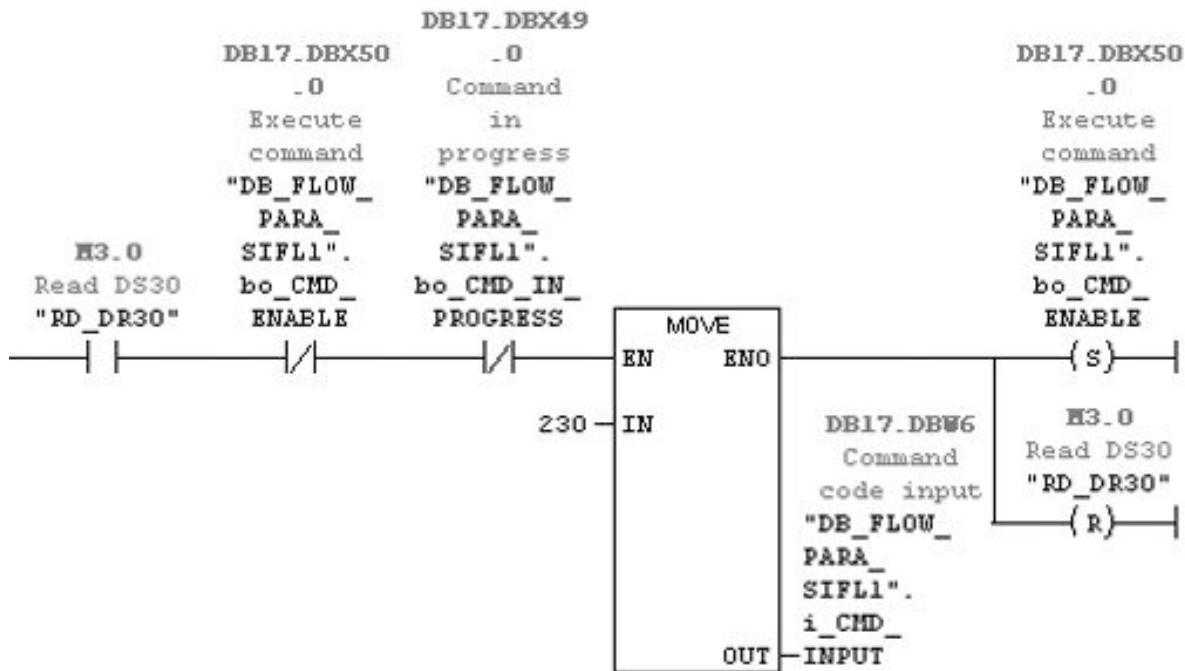 DB17.DBX50
.0
Execute
command
"DB_FLOW_
PARA_
SIFL1".
bo_CMD_
ENABLE
DB17.DBX49
.0
Command
in
progress
"DB_FLOW_
PARA_
SIFL1".
bo_CMD_IN_
PROGRESS
DB17.DBX50
.0
Execute
command
"DB_FLOW_
PARA_
SIFL1".
bo_CMD_
ENABLE
M3.0
Read DS30
"RD_DR30"
MOVE
EN ENO
(S)
230 IN
DB17.DBW6
Command
code input
"DB_FLOW_
PARA_
SIFL1".
i_CMD_
OUT INPUT
M3.0
Read DS30
"RD_DR30"
(R)